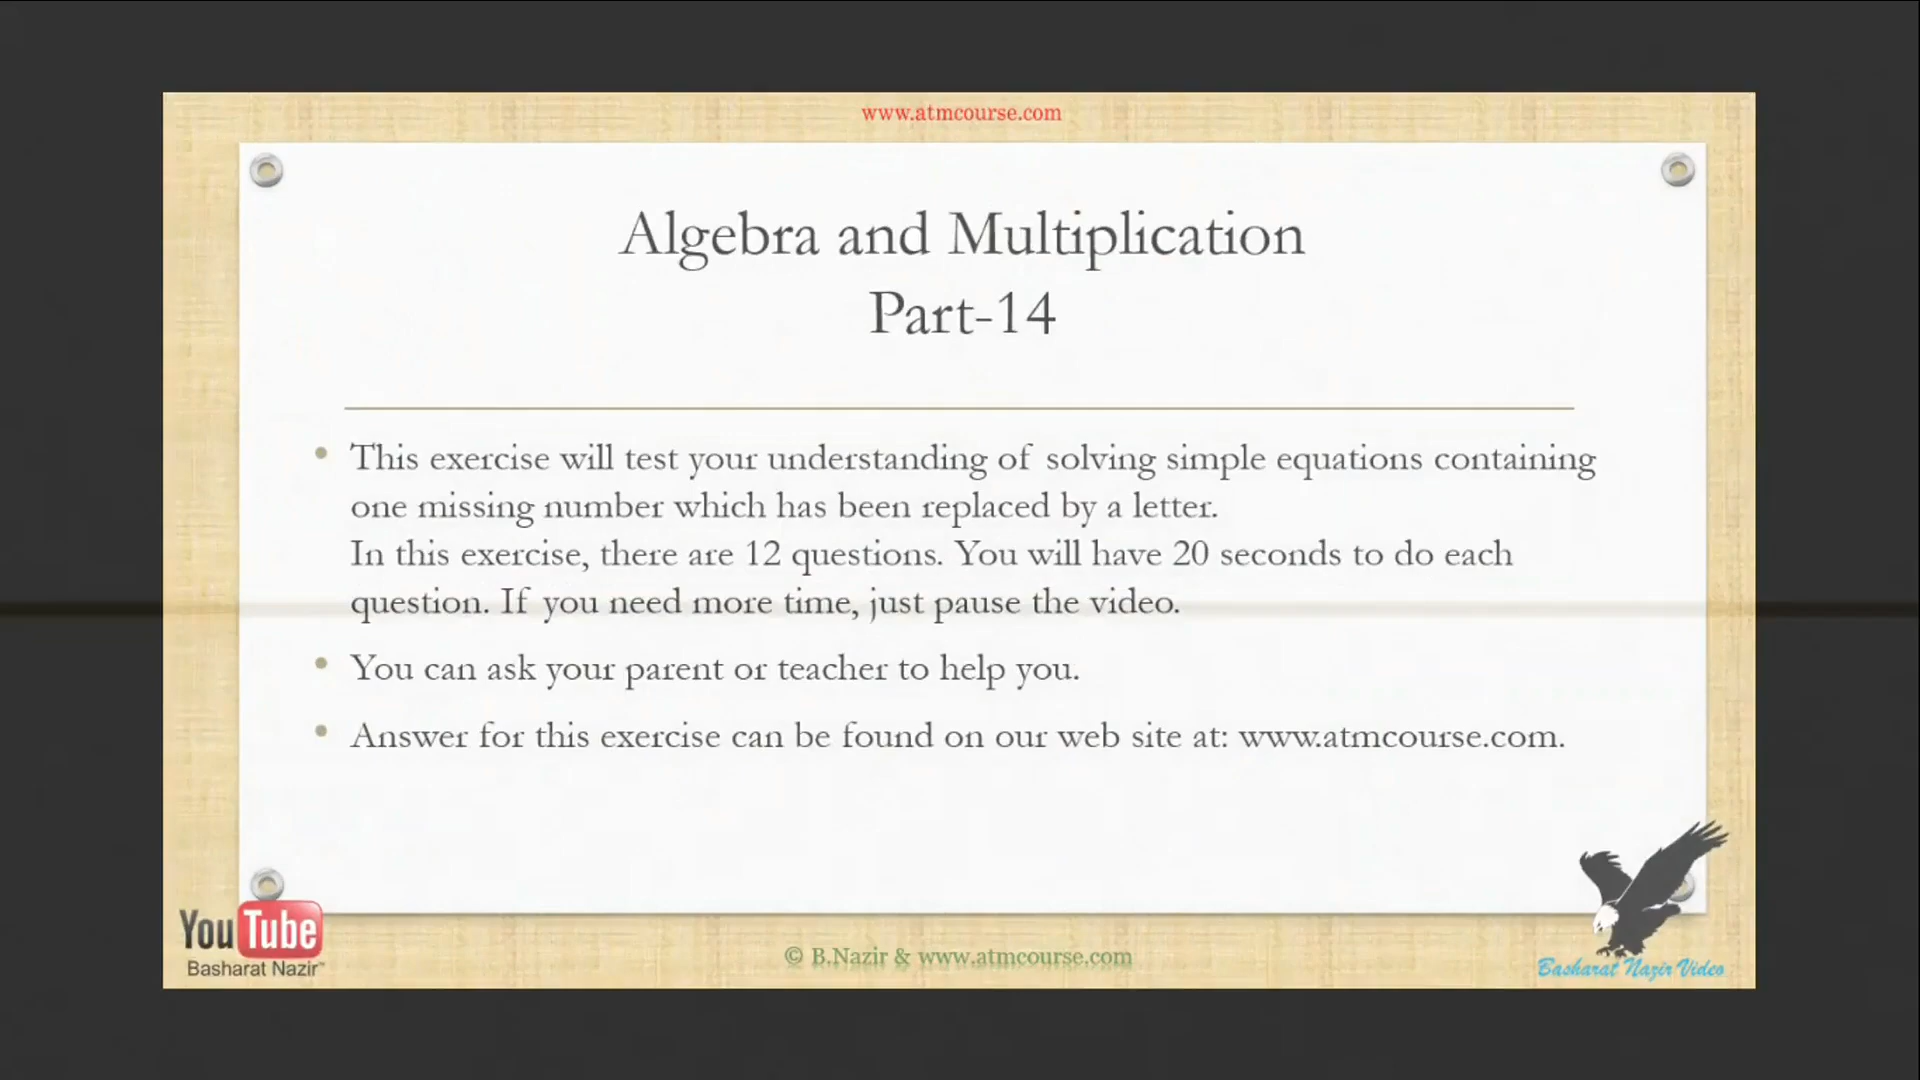 www.atmcourse.com
Algebra and Multiplication
Part-14
• This exercise will test your understanding of solving simple equations containing
one missing number which has been replaced by a letter.
In this exercise, there are 12 questions. You will have 20 seconds to do each
question. If you need more time, just pause the video.
• You can ask your parent or teacher to help you.
• Answer for this exercise can be found on our web site at: www.atmcourse.com.
YouTube
Basharat Nazir™
© B.Nazir & www.atmcourse.com
Basharat Nazir Video